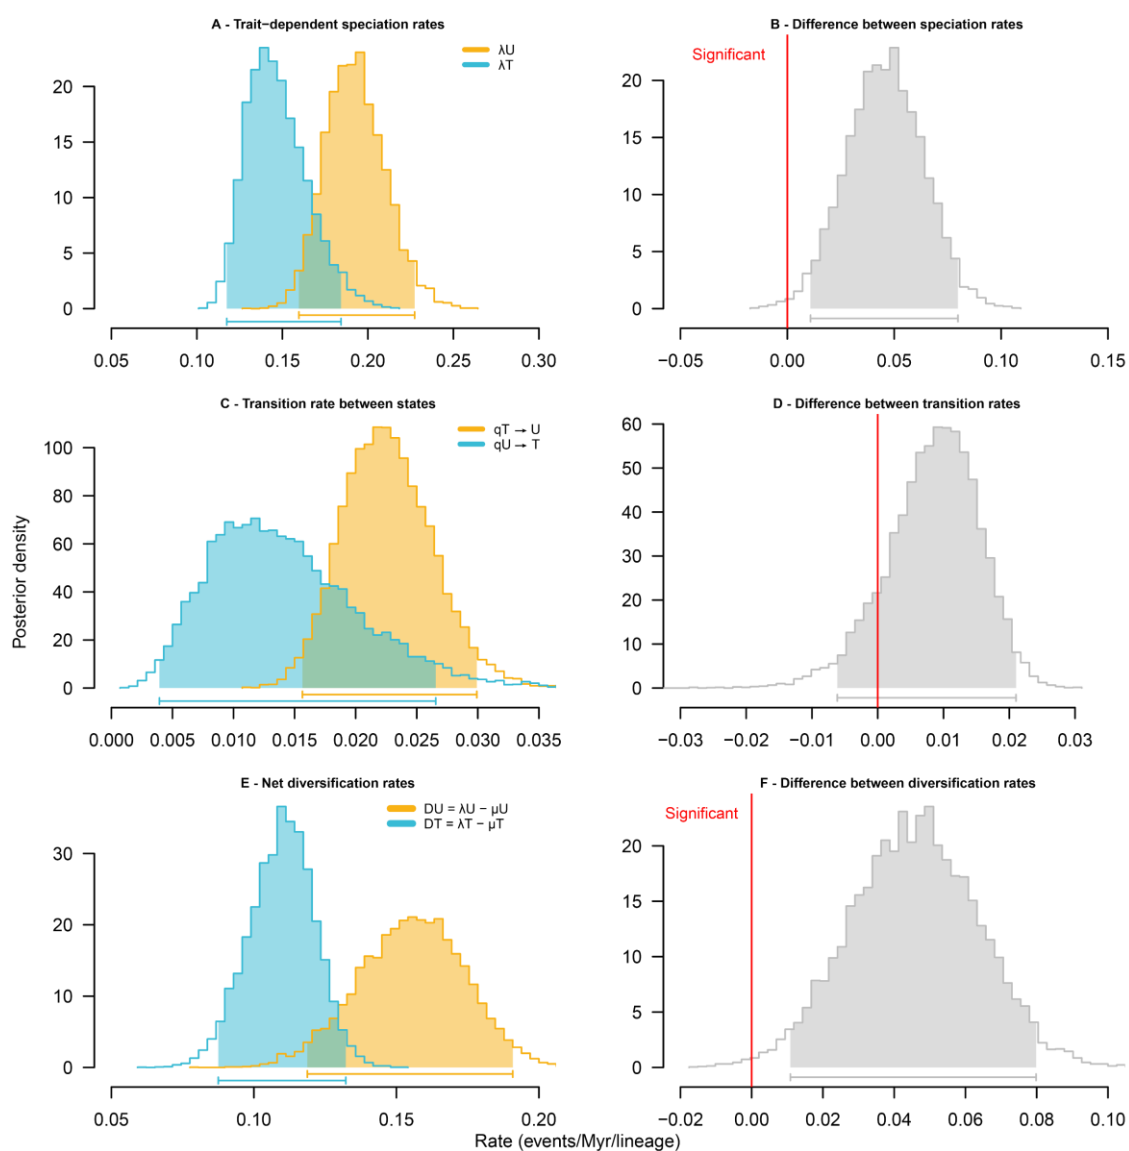 A - Trait−dependent speciation rates
λU
λT
20
15
10
5
0
0.05 0.10 0.15 0.20 0.25 0.30
B - Difference between speciation rates
Significant
20
15
10
5
0
−0.05 0.00 0.05 0.10 0.15
C - Transition rate between states
qT → U
qU → T
100
80
60
40
20
0
0.000 0.005 0.010 0.015 0.020 0.025 0.030 0.035
D - Difference between transition rates
60
50
40
30
20
10
0
−0.03 −0.02 −0.01 0.00 0.01 0.02 0.03
Posterior density
E - Net diversification rates
DU = λU − μU
DT = λT − μT
30
20
10
0
0.05 0.10 0.15 0.20
F - Difference between diversification rates
Significant
20
15
10
5
0
−0.02 0.00 0.02 0.04 0.06 0.08 0.10
Rate (events/Myr/lineage)